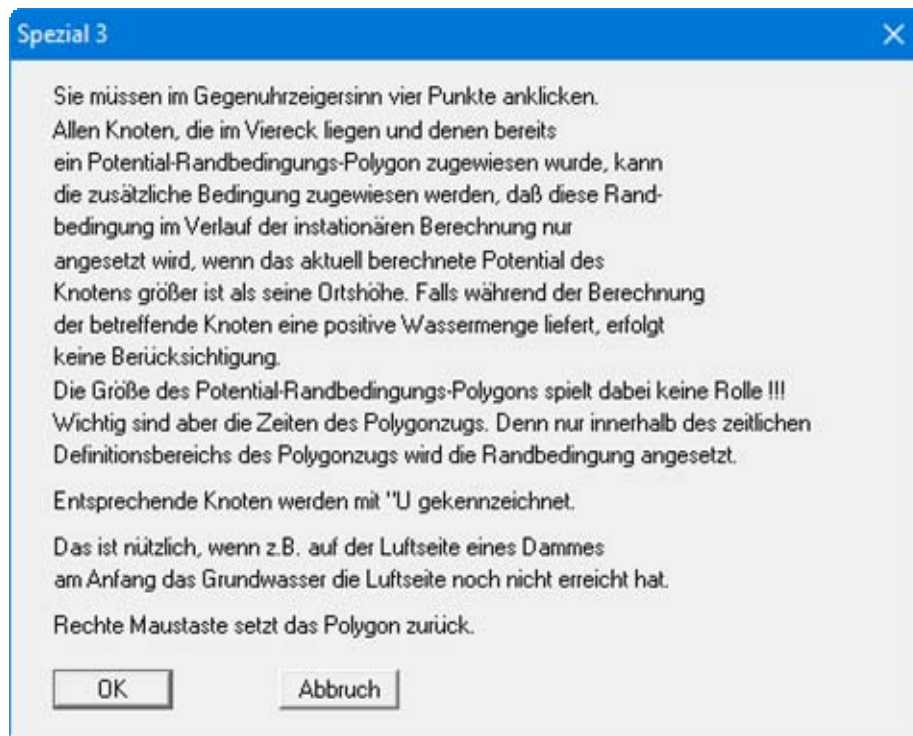 Spezial 3
Sie müssen im Gegenuhrzeigersinn vier Punkte anklicken.
Allen Knoten, die im Viereck liegen und denen bereits
ein Potential-Randbedingungs-Polygon zugewiesen wurde, kann
die zusätzliche Bedingung zugewiesen werden, daß diese Rand-
bedingung im Verlauf der instationären Berechnung nur
angesetzt wird, wenn das aktuell berechnete Potential des
Knotens größer ist als seine Ortshöhe. Falls während der Berechnung
der betreffende Knoten eine positive Wassermenge liefert, erfolgt
keine Berücksichtigung.
Die Größe des Potential-Randbedingungs-Polygons spielt dabei keine Rolle !!!
Wichtig sind aber die Zeiten des Polygonzugs. Denn nur innerhalb des zeitlichen
Definitionsbereichs des Polygonzugs wird die Randbedingung angesetzt.
Entsprechende Knoten werden mit "U gekennzeichnet.
Das ist nützlich, wenn z.B. auf der Luftseite eines Dammes
am Anfang das Grundwasser die Luftseite noch nicht erreicht hat.
Rechte Maustaste setzt das Polygon zurück.
OK Abbruch